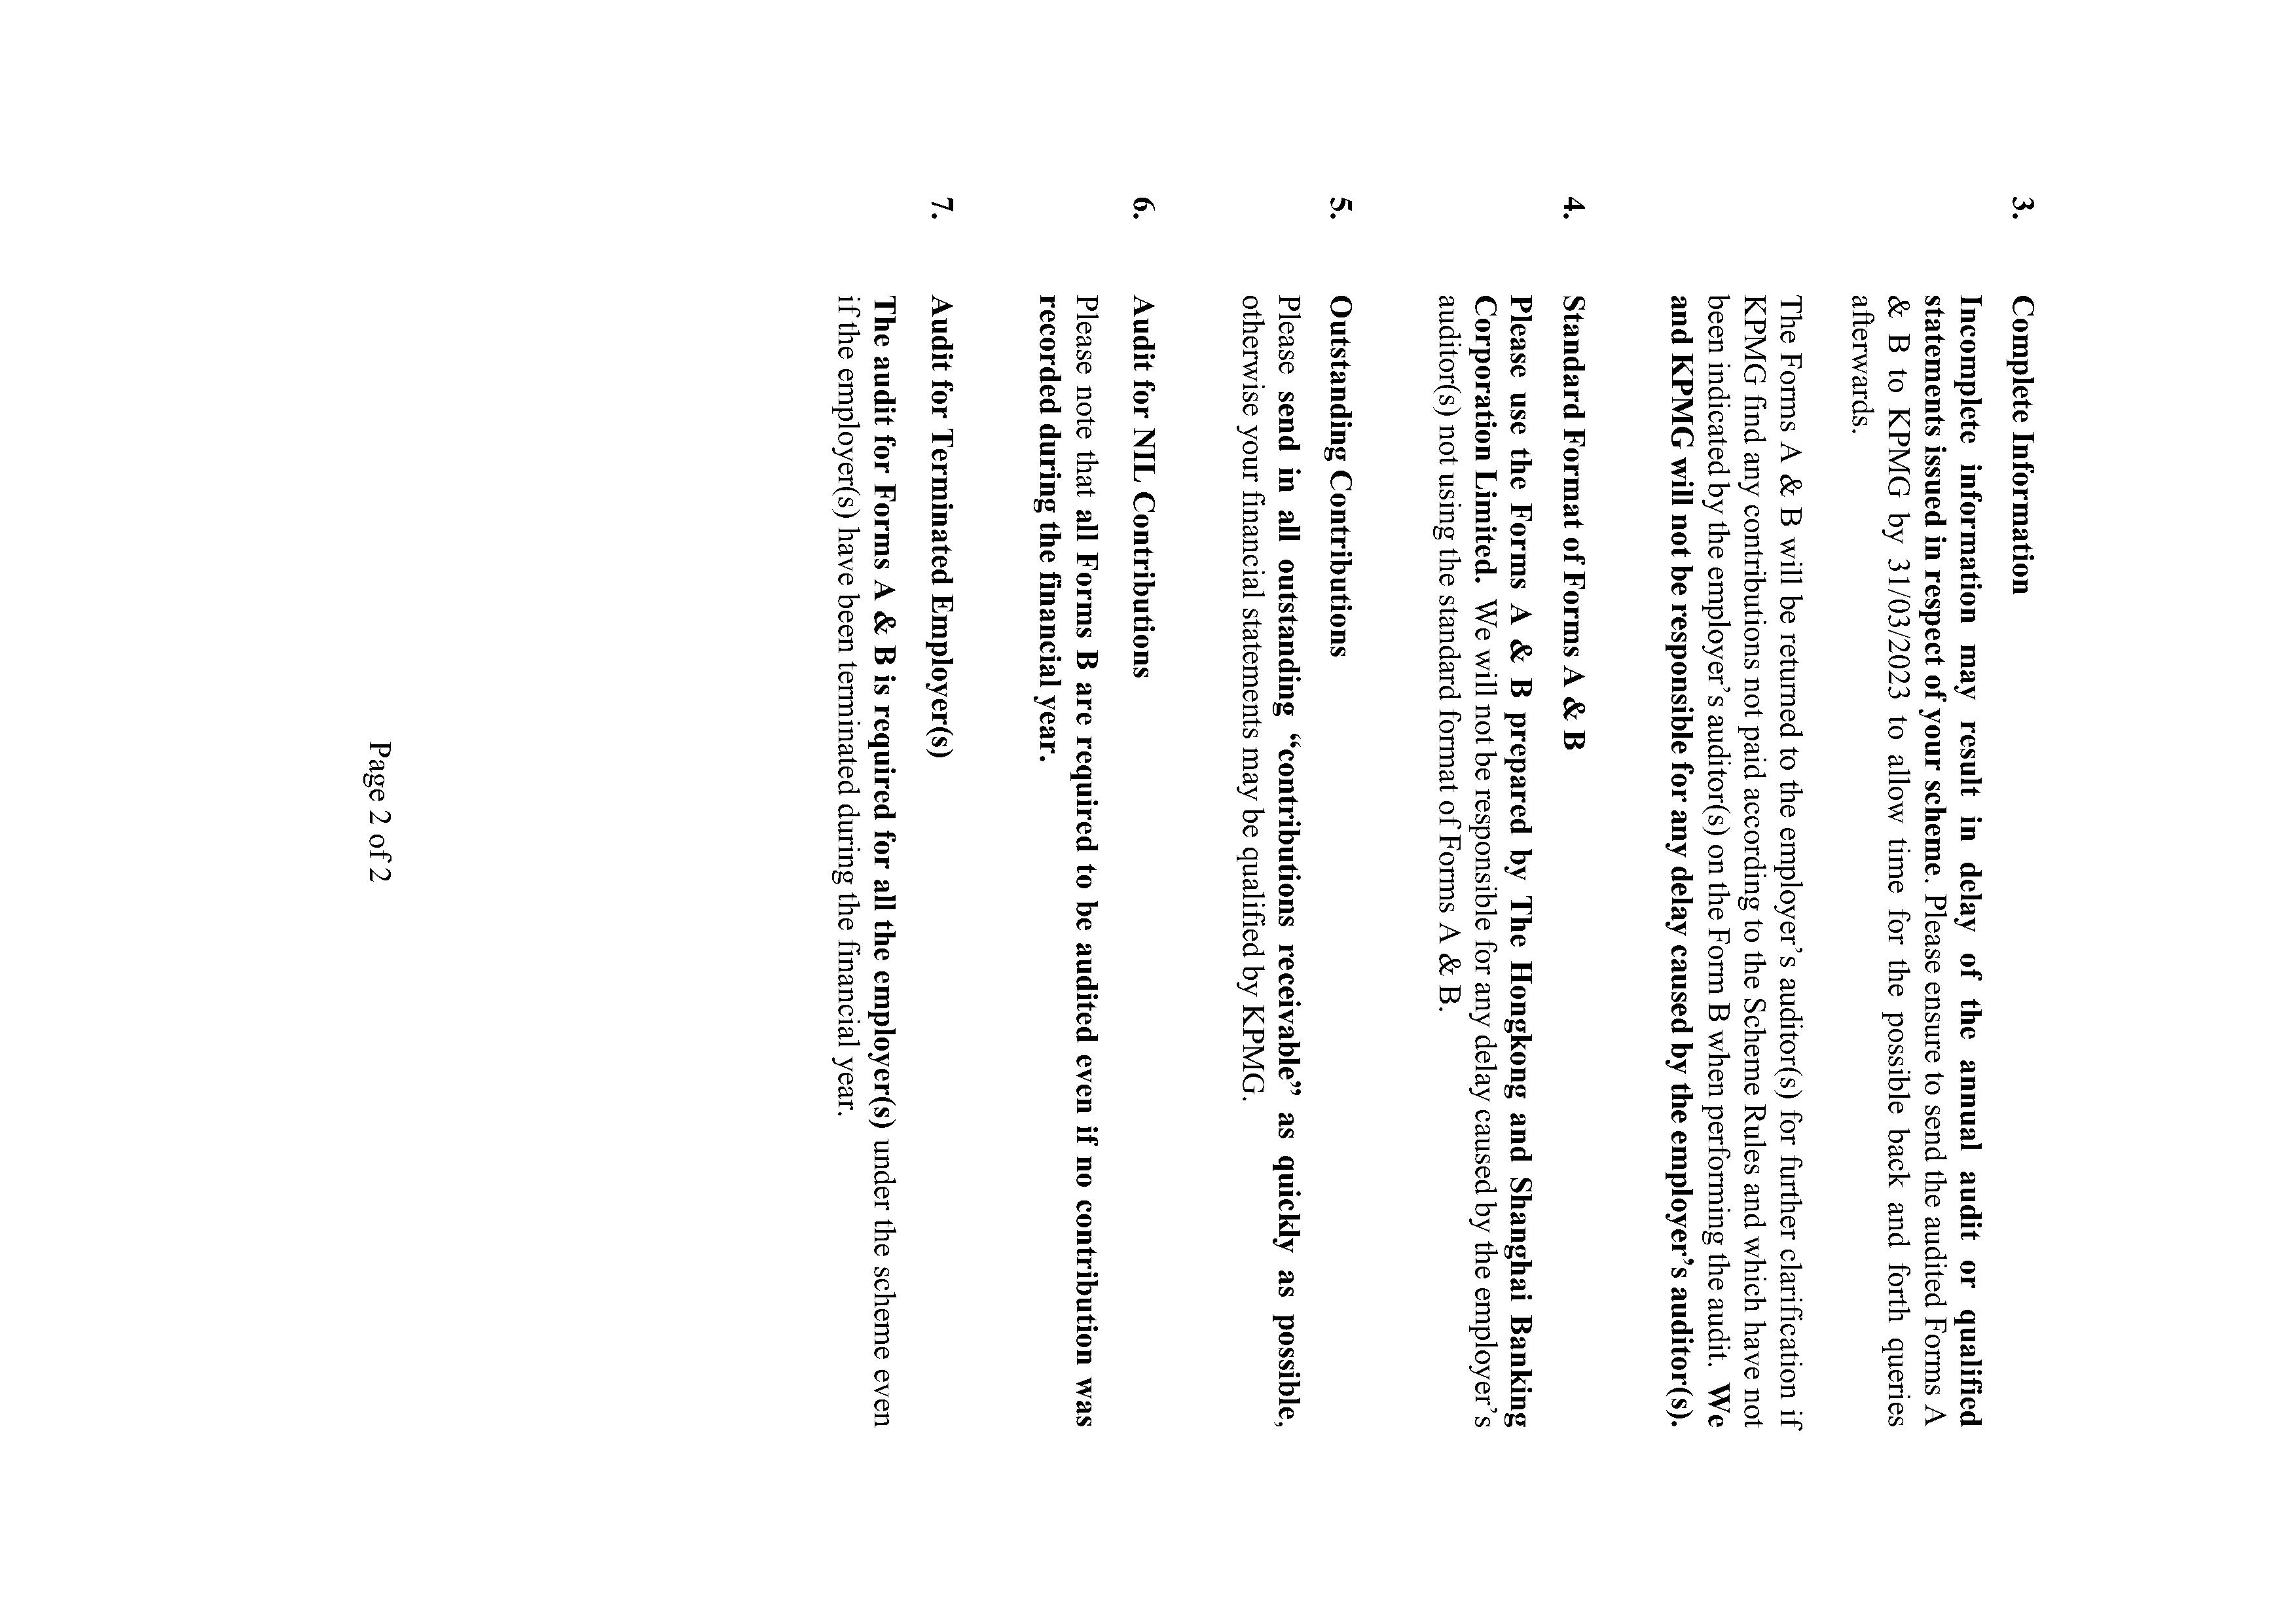 3. Complete Information
Incomplete information may result in delay of the annual audit or qualified
statements issued in respect of your scheme. Please ensure to send the audited Forms A
& B to KPMG by 31/03/2023 to allow time for the possible back and forth queries
afterwards.
The Forms A & B will be returned to the employer's auditor(s) for further clarification if
KPMG find any contributions not paid according to the Scheme Rules and which have not
been indicated by the employer's auditor(s) on the Form B when performing the audit. We
and KPMG will not be responsible for any delay caused by the employer's auditor(s).
4. Standard Format of Forms A & B
Please use the Forms A & B prepared by The Hongkong and Shanghai Banking
Corporation Limited. We will not be responsible for any delay caused by the employer's
auditor(s) not using the standard format of Forms A & B.
5. Outstanding Contributions
Please send in all outstanding “contributions receivable” as quickly as possible,
otherwise your financial statements may be qualified by KPMG.
6. Audit for NIL Contributions
Please note that all Forms B are required to be audited even if no contribution was
recorded during the financial year.
7. Audit for Terminated Employer(s)
The audit for Forms A & B is required for all the employer(s) under the scheme even
if the employer(s) have been terminated during the financial year.
Page 2 of 2